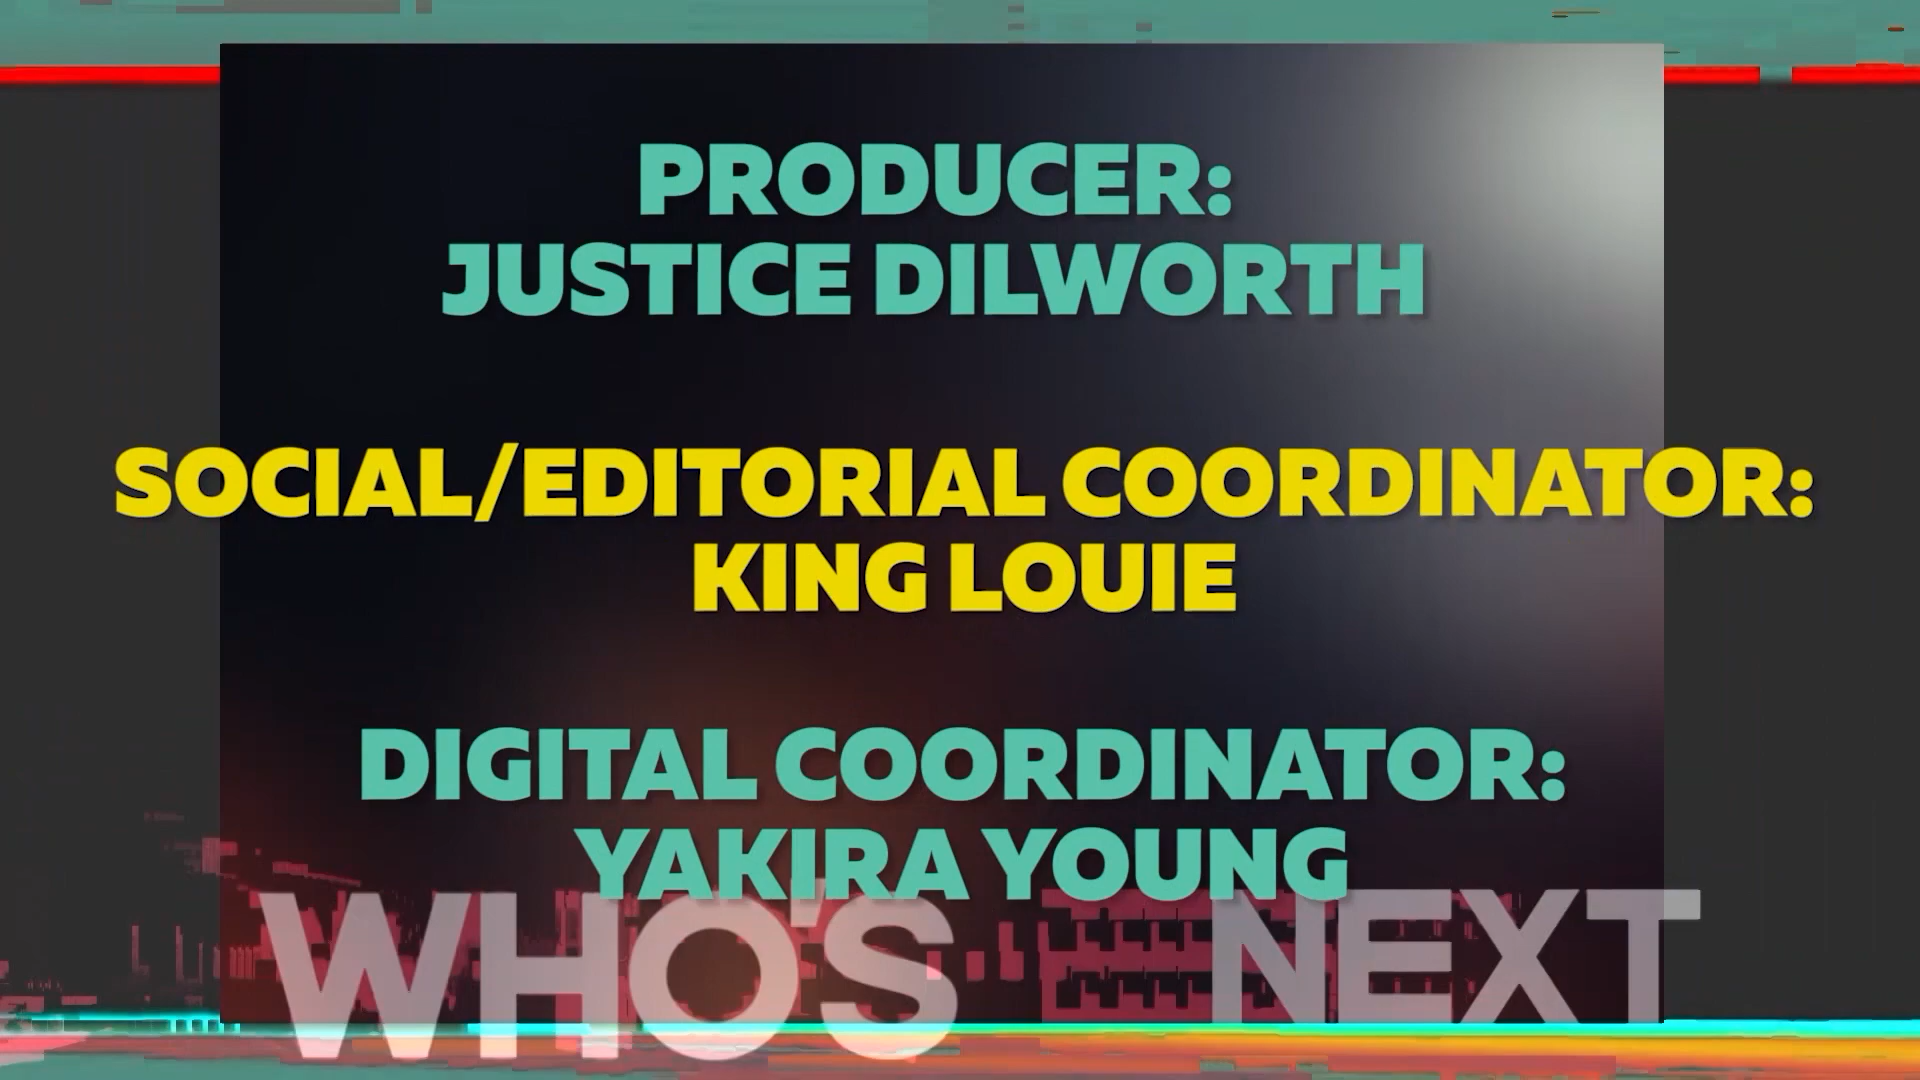 PRODUCER:
JUSTICE DILWORTH
SOCIAL/EDITORIAL COORDINATOR:
KING LOUIE
DIGITAL COORDINATOR:
YAKIRA YOUNG
WHO'S NEXT